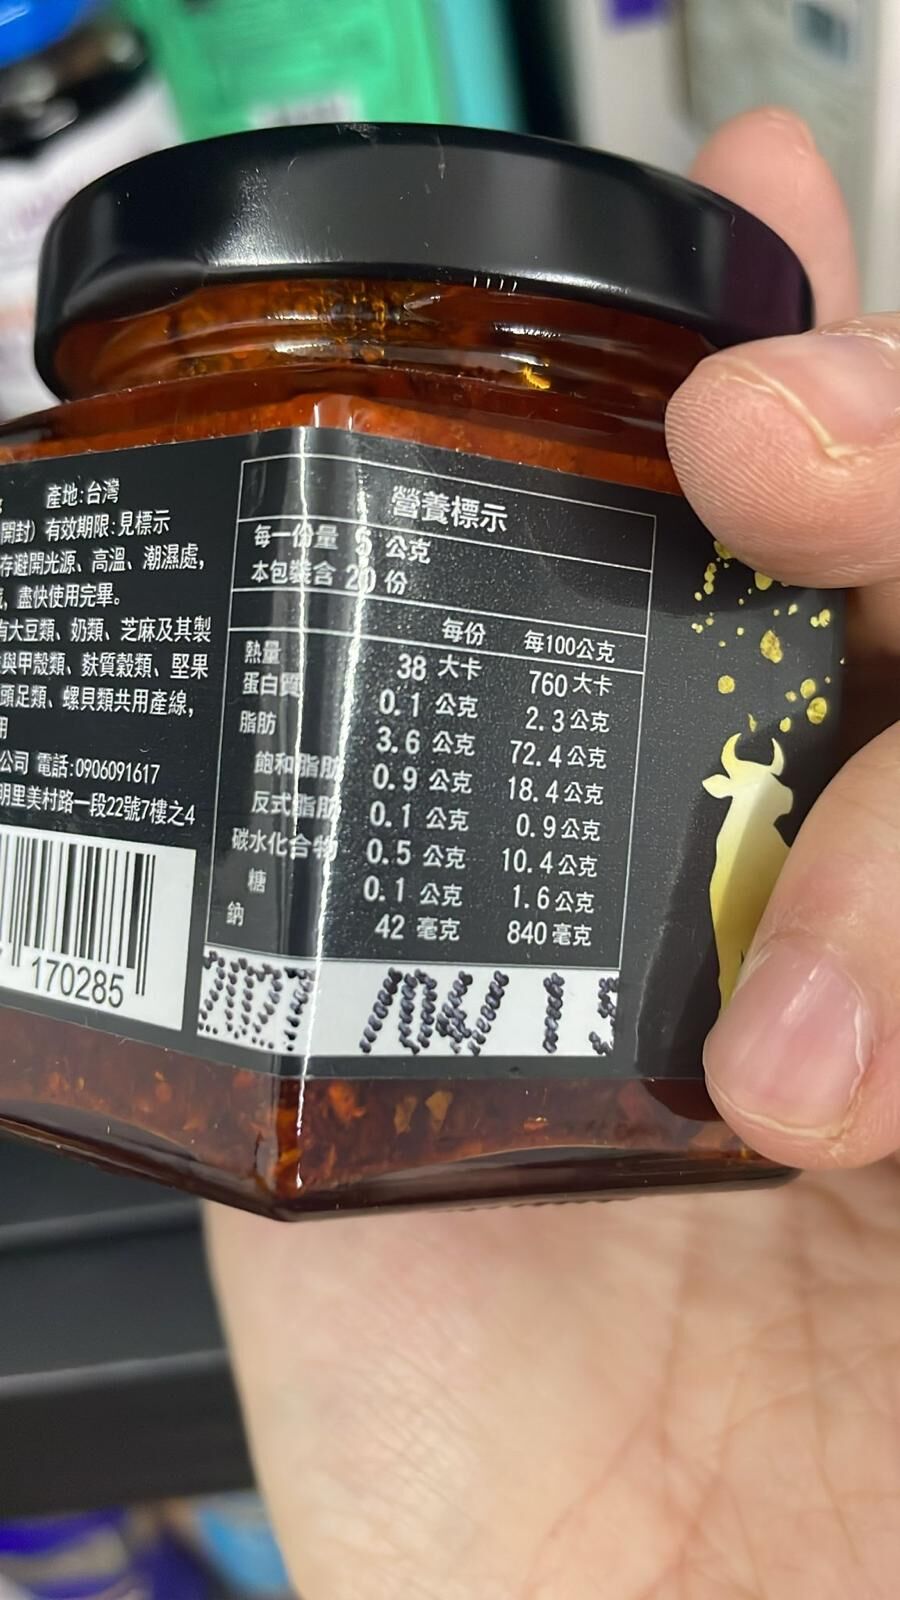 產地:台灣
開封) 有效期限:見標示
存避開光源、高溫、潮濕處,
盡快使用完畢。
有大豆類、奶類、芝麻及其製
與甲殼類、麩質穀類、堅果
頭足類、螺貝類共用產線,
用
公司 電話:0906091617
明里美村路一段22號7樓之4
170285
營養標示
每一份量 5 公克
本包裝含 20 份
每份 每100公克
熱量 38 大卡 760 大卡
蛋白質 0.1 公克 2.3 公克
脂肪 3.6 公克 72.4 公克
飽和脂肪 0.9 公克 18.4 公克
反式脂肪 0.1 公克 0.9 公克
碳水化合物 0.5 公克 10.4 公克
糖 0.1 公克 1.6 公克
鈉 42 毫克 840 毫克
2027/04/15